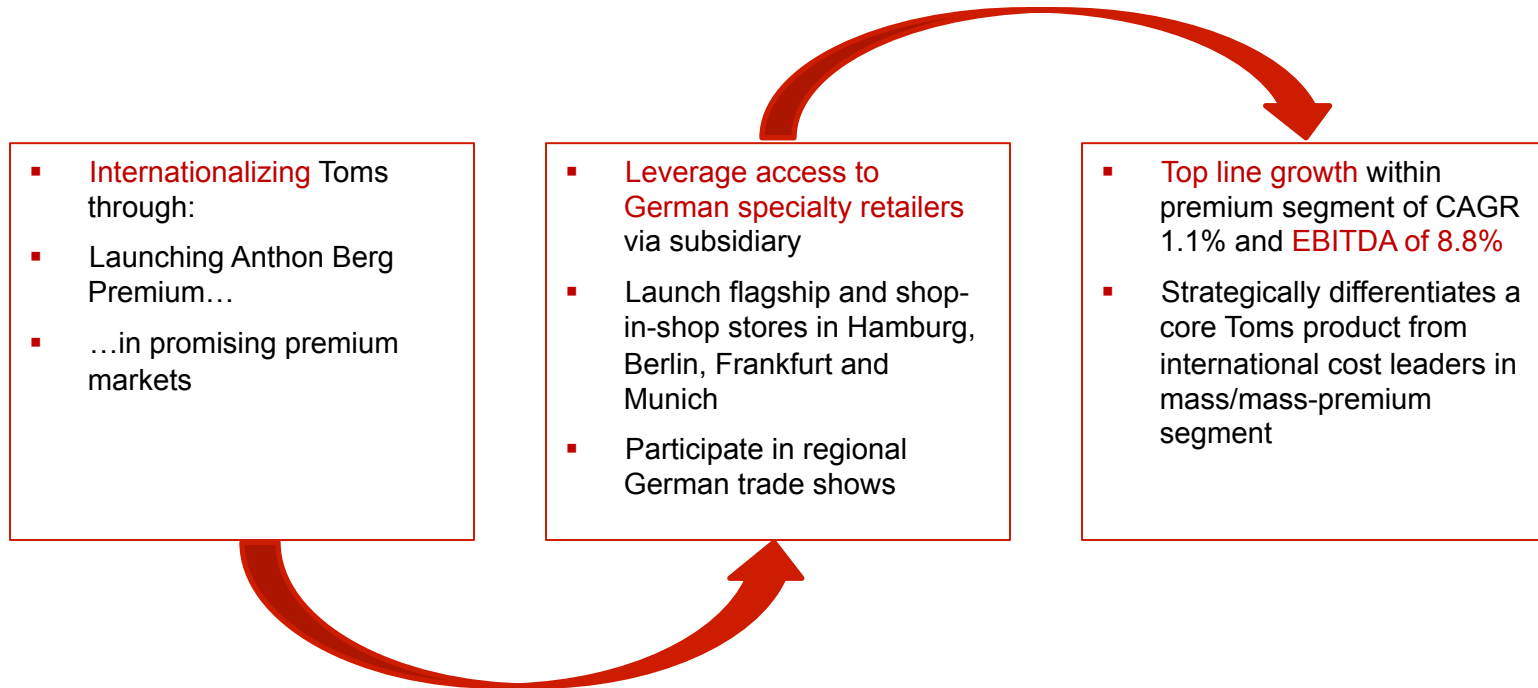 ▪ Internationalizing Toms
through:
▪ Launching Anthon Berg
Premium…
▪ …in promising premium
markets
▪ Leverage access to
German specialty retailers
via subsidiary
▪ Launch flagship and shop-
in-shop stores in Hamburg,
Berlin, Frankfurt and
Munich
▪ Participate in regional
German trade shows
▪ Top line growth within
premium segment of CAGR
1.1% and EBITDA of 8.8%
▪ Strategically differentiates a
core Toms product from
international cost leaders in
mass/mass-premium
segment